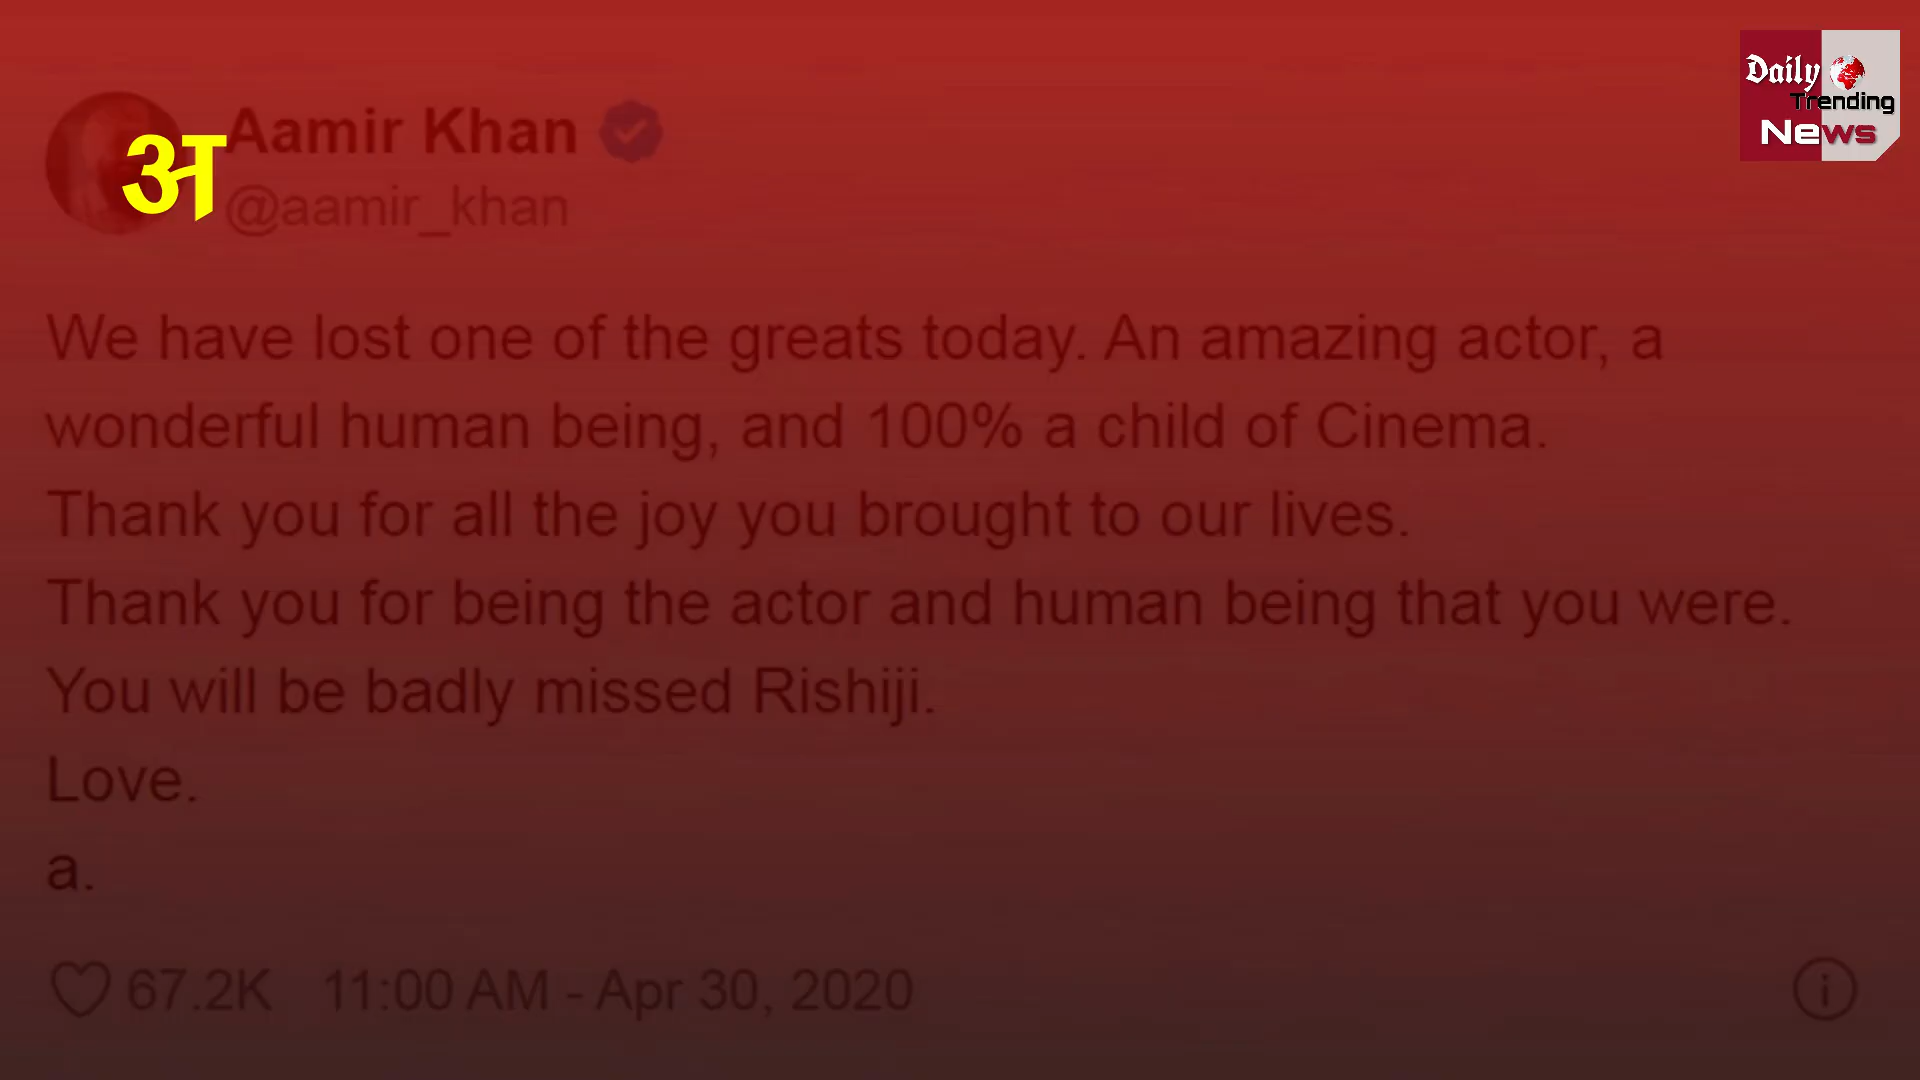 Daily
Trending
News
Aamir Khan
अ
@aamir_khan
We have lost one of the greats today. An amazing actor, a
wonderful human being, and 100% a child of Cinema.
Thank you for all the joy you brought to our lives.
Thank you for being the actor and human being that you were.
You will be badly missed Rishiji.
Love.
a.
67.2K 11:00 AM - Apr 30, 2020